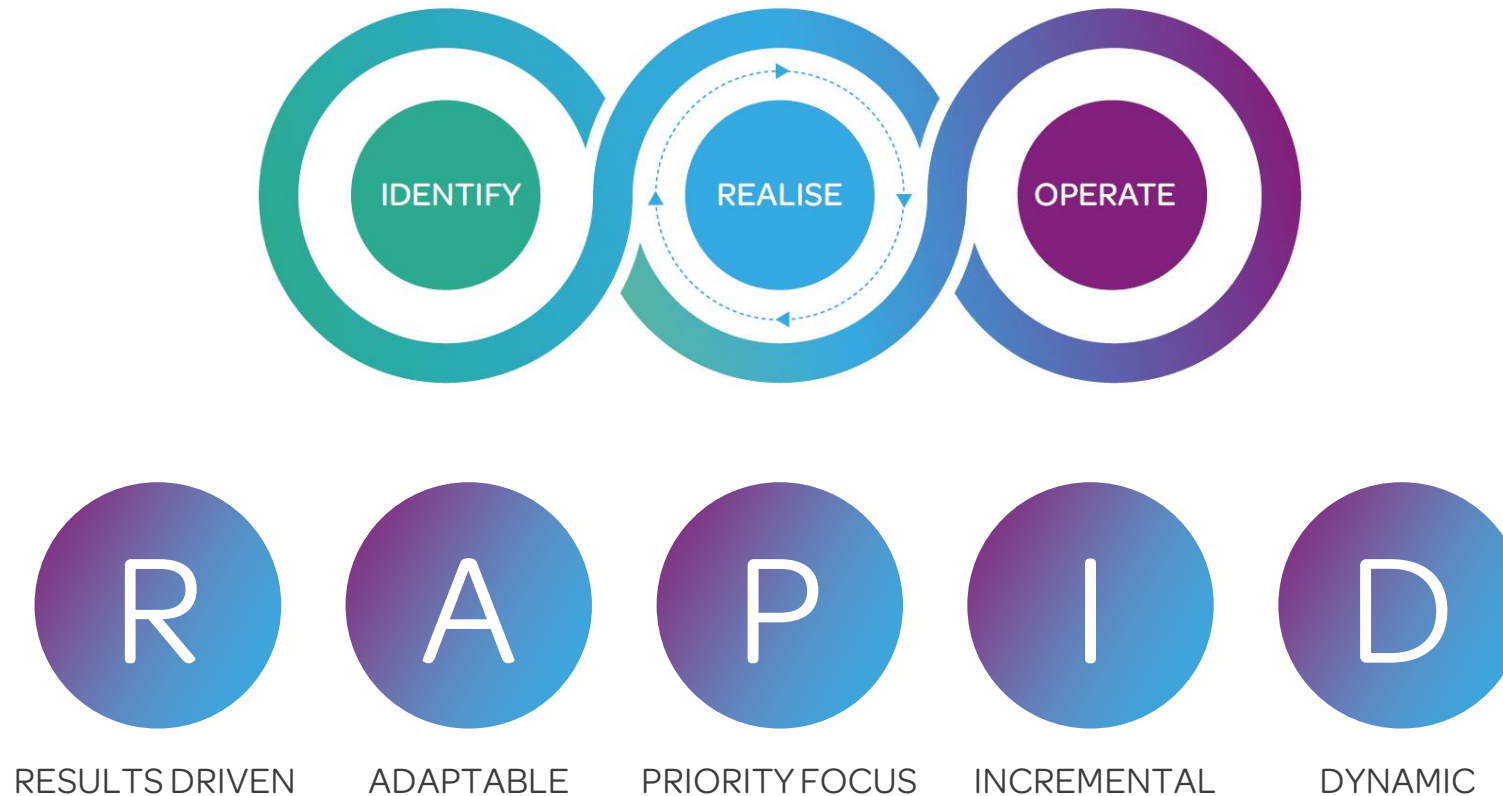 IDENTIFY REALISE OPERATE
R A P I D
RESULTS DRIVEN ADAPTABLE PRIORITY FOCUS INCREMENTAL DYNAMIC